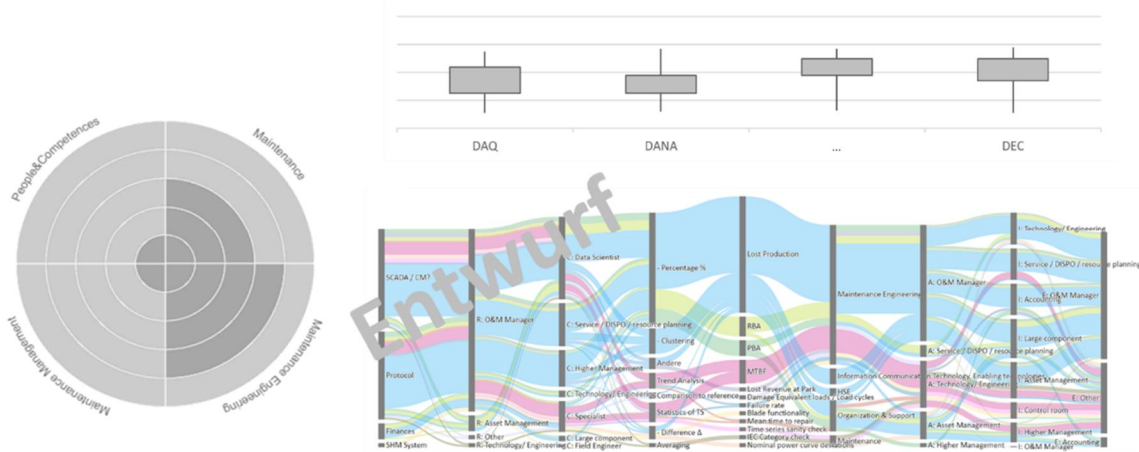 People&Competences
Maintenance
Maintenance Management
Maintenance Engineering
DAQ
DANA
...
DEC
Entwurf
SCADA / CM?
Protocol
Finances
SHM System
R: O&M Manager
R: Asset Management
R: Other
R: Technology/ Engineering
C: Data Scientist
C: Service / DISPO / resource planning
C: Higher Management
C: Technology/ Engineering
C: Specialist
C: Large component
C: Field Engineer
- Percentage %
- Clustering
Andere
Trend Analysis
Comparison to reference
Statistics of TS
- Difference Δ
Averaging
Lost Production
RBA
PBA
MTBF
Lost Revenue at Park
Damage Equivalent loads / Load cycles
Failure rate
Blade functionality
Mean time to repair
Time series sanity check
IEC Category check
Nominal power curve deviations
Maintenance Engineering
Information Communication Technology, Enabling technologies
HSE
Organization & Support
Maintenance
A: O&M Manager
A: Service / DISPO / resource planning
A: Technology/ Engineer
A: Asset Management
A: Higher Management
I: Technology/ Engineering
I: Service / DISPO / resource planning
I: Accounting
I: Large component
I: Asset Management
I: Control room
I: Higher Management
I: O&M Manager
E: O&M Manager
E: Other
E: Accounting